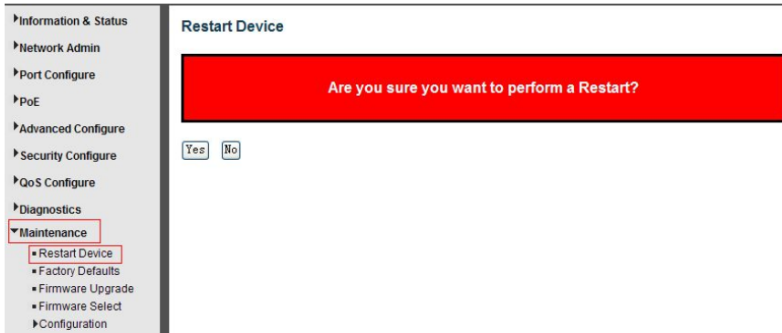 Information & Status
Network Admin
Port Configure
PoE
Advanced Configure
Security Configure
QoS Configure
Diagnostics
Maintenance
Restart Device
Factory Defaults
Firmware Upgrade
Firmware Select
Configuration
Restart Device
Are you sure you want to perform a Restart?
Yes No